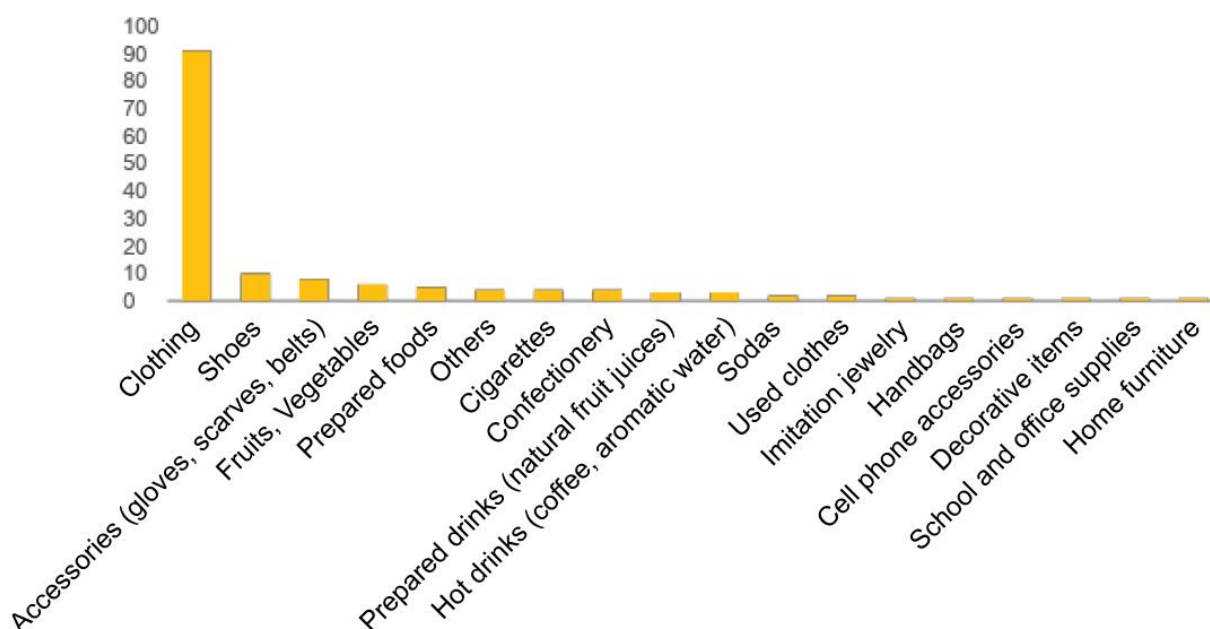 100
90
80
70
60
50
40
30
20
10
0
Clothing
Shoes
Accessories (gloves, scarves, belts)
Fruits, Vegetables
Prepared foods
Others
Cigarettes
Confectionery
Prepared drinks (natural fruit juices)
Hot drinks (coffee, aromatic water)
Sodas
Used clothes
Imitation jewelry
Handbags
Cell phone accessories
Decorative items
School and office supplies
Home furniture